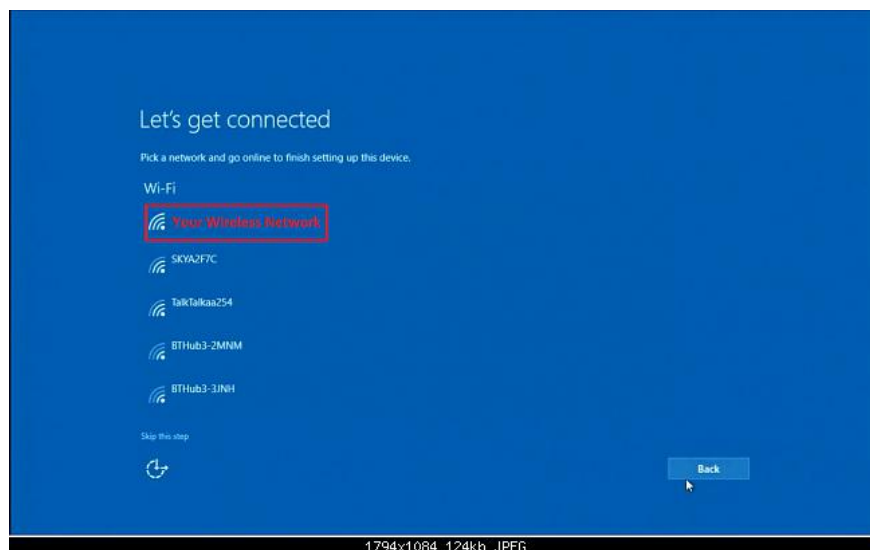 Let's get connected
Pick a network and go online to finish setting up this device.
Wi-Fi
Your Wireless Network
SKYA2F7C
TalkTalkaa254
BTHub3-2MNM
BTHub3-3JNH
Skip this step
Back
1794x1084 124kb JPEG